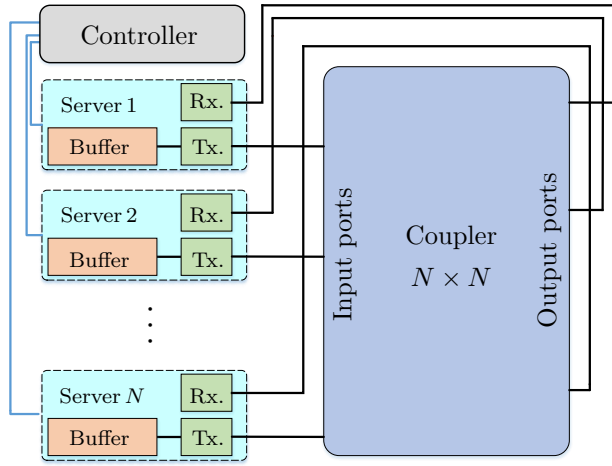 Controller
Server 1
Rx.
Buffer
Tx.
Server 2
Rx.
Buffer
Tx.
Server N
Rx.
Buffer
Tx.
Input ports
Coupler
N × N
Output ports